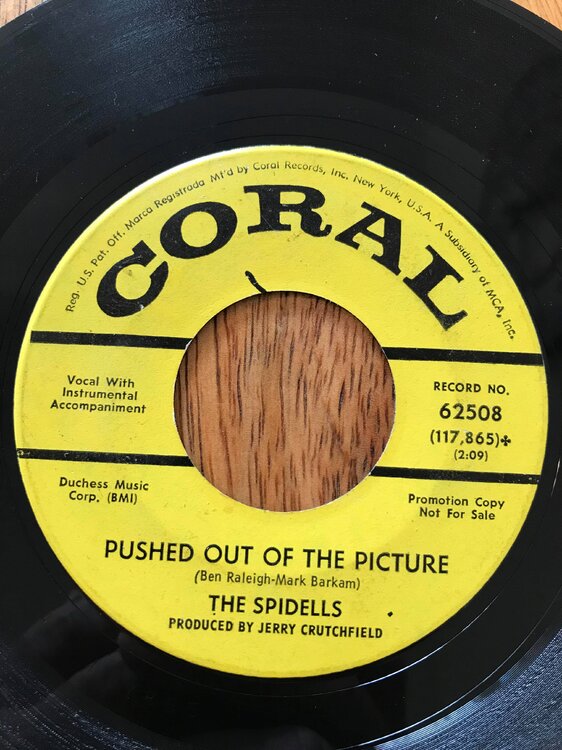 Reg. U.S. Pat. Off. Marca Registrada Mf'd by Coral Records, Inc. New York, U.S.A. A Subsidiary of MCA, Inc.
CORAL
Vocal With
Instrumental
Accompaniment
RECORD NO.
62508
(117,865)✤
(2:09)
Duchess Music
Corp. (BMI)
Promotion Copy
Not For Sale
PUSHED OUT OF THE PICTURE
(Ben Raleigh-Mark Barkam)
THE SPIDELLS
PRODUCED BY JERRY CRUTCHFIELD